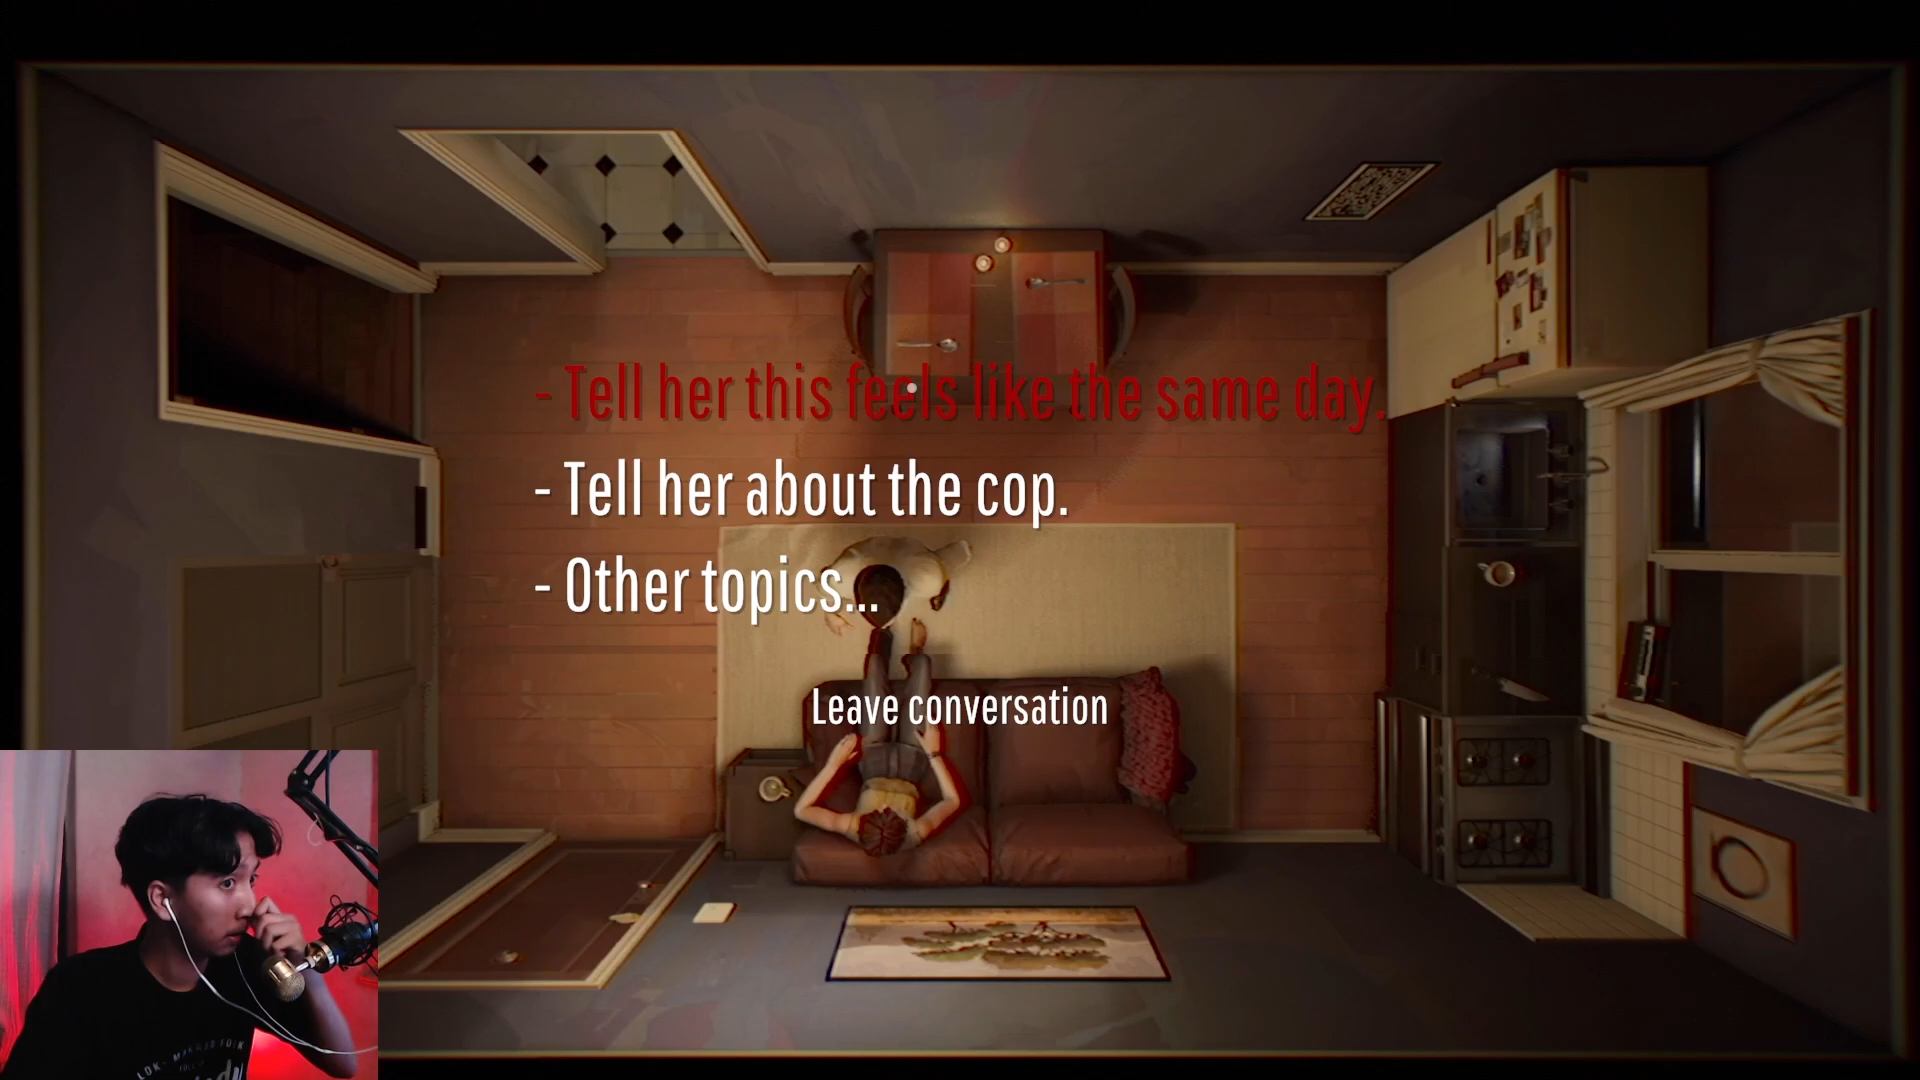 - Tell her this feels like the same day.
- Tell her about the cop.
- Other topics...
Leave conversation